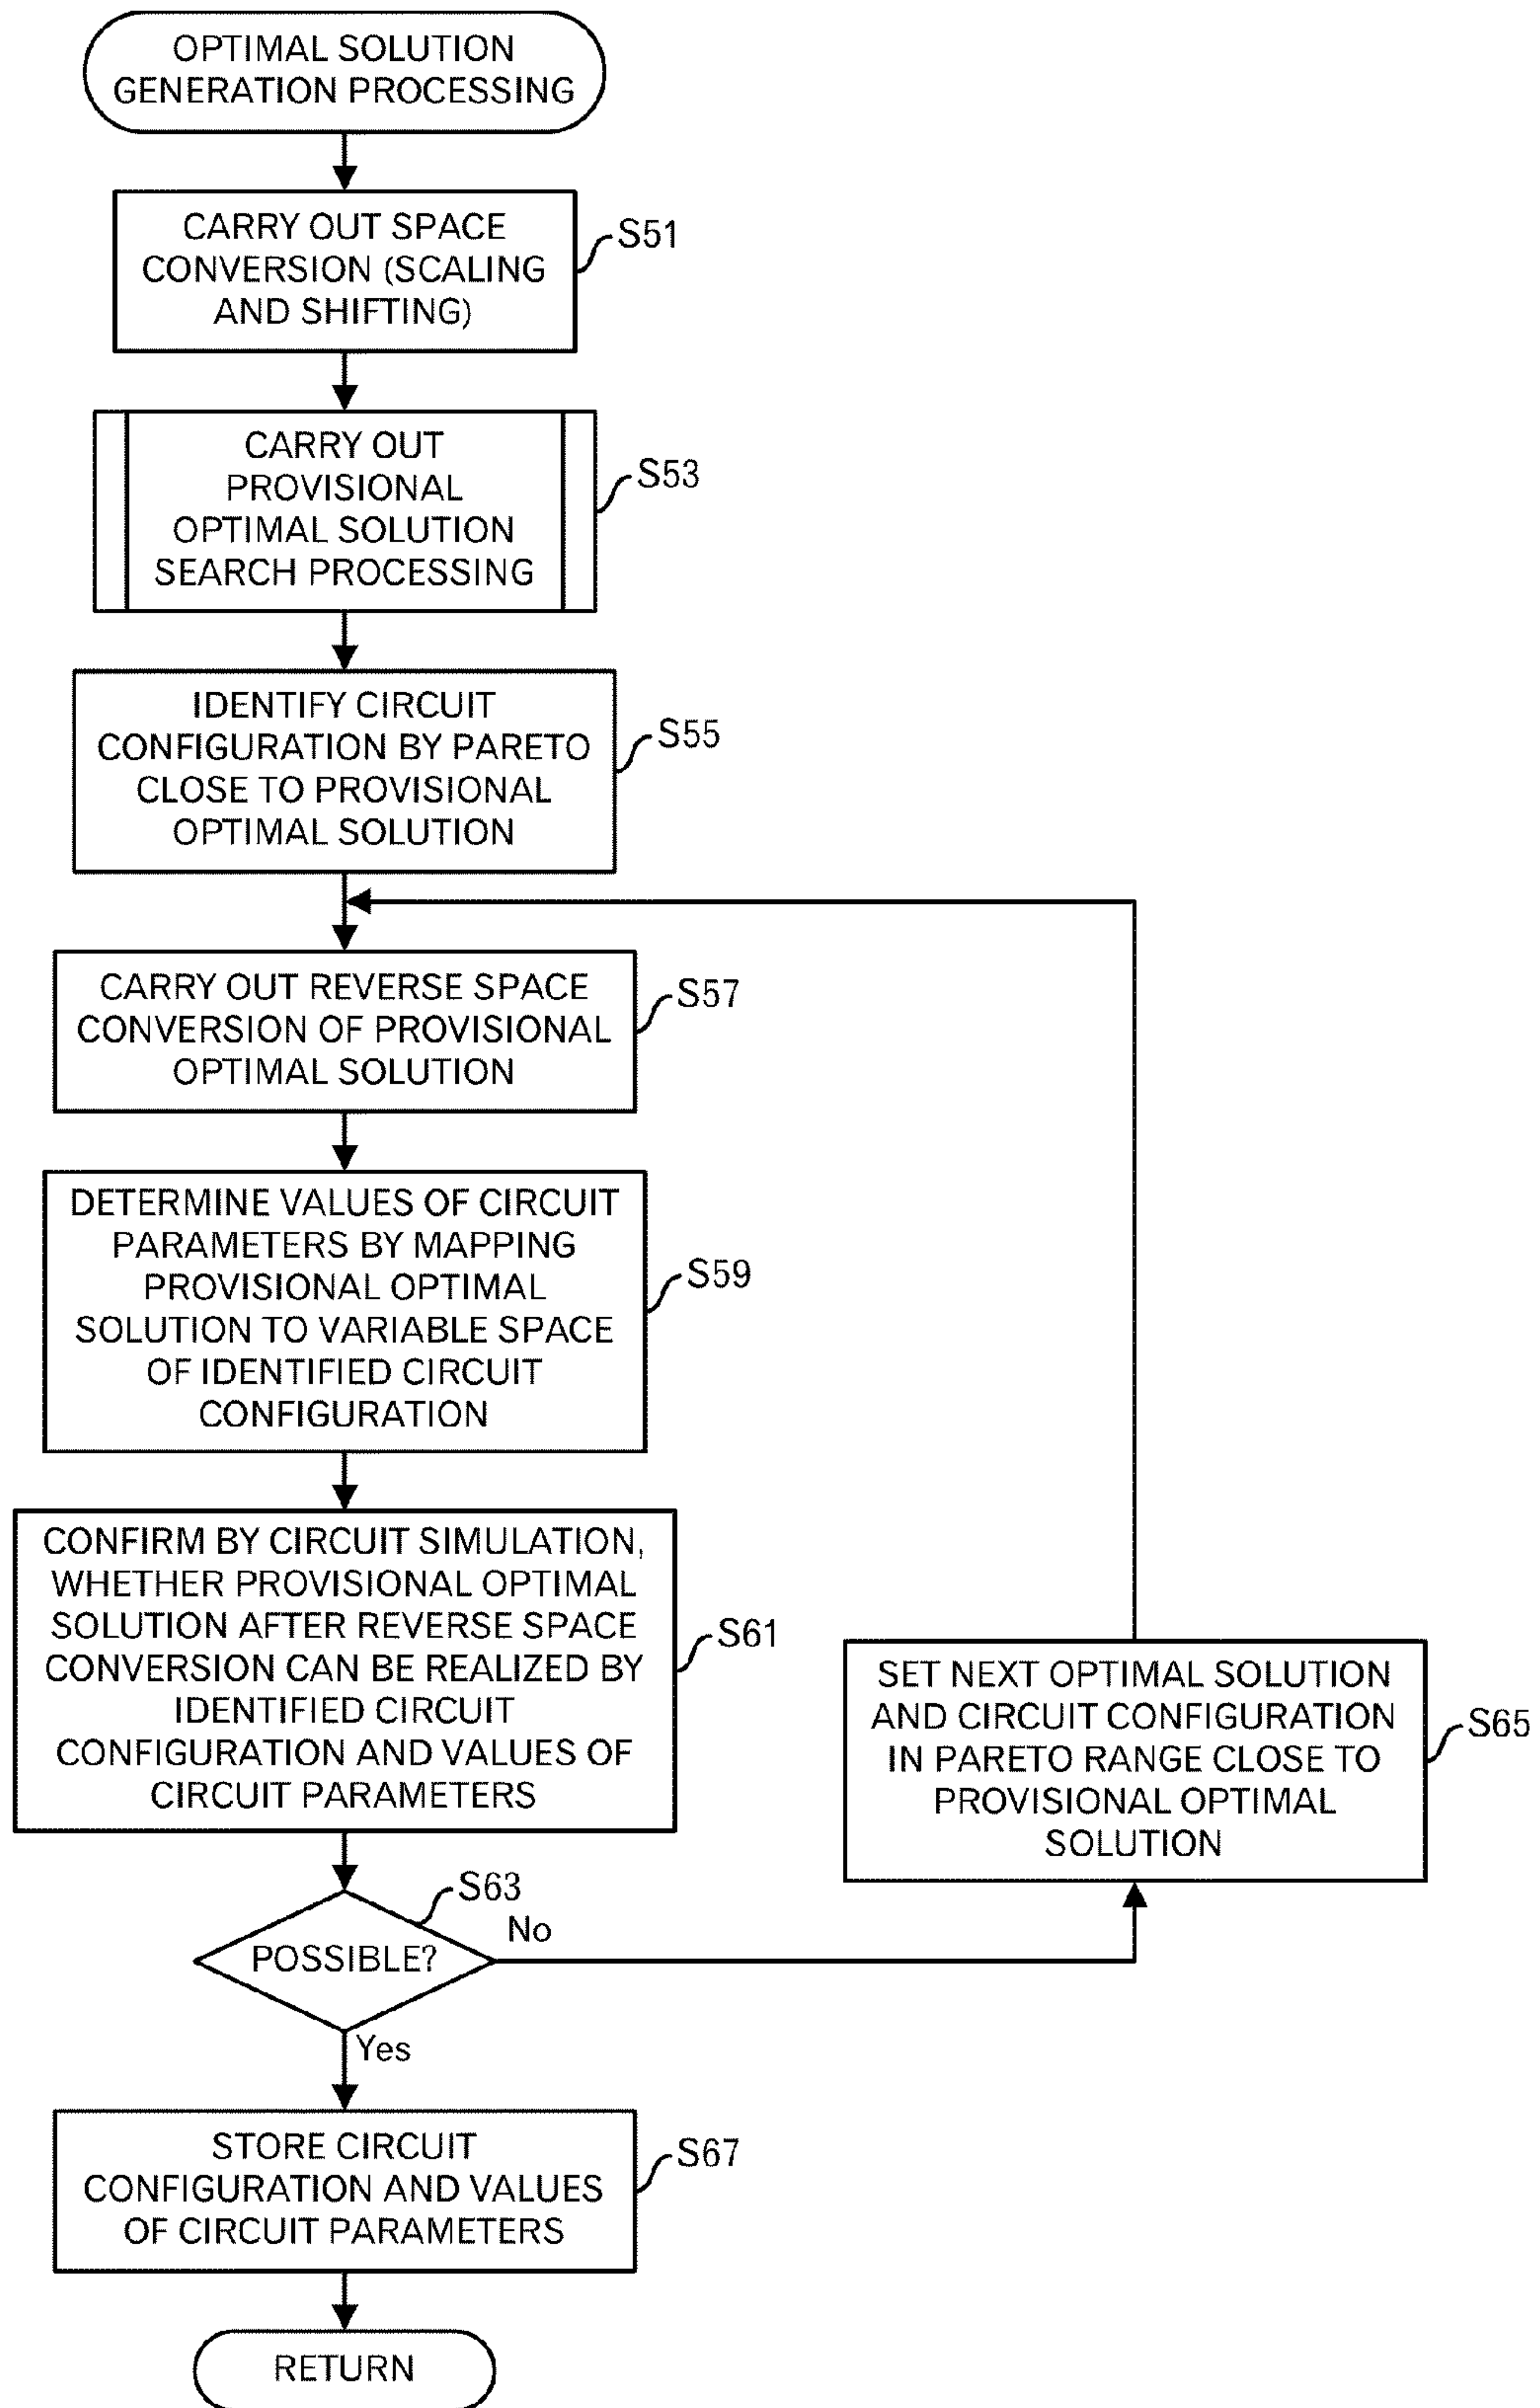 OPTIMAL SOLUTION
GENERATION PROCESSING
CARRY OUT SPACE
CONVERSION (SCALING
AND SHIFTING)
S51
CARRY OUT
PROVISIONAL
OPTIMAL SOLUTION
SEARCH PROCESSING
S53
IDENTIFY CIRCUIT
CONFIGURATION BY PARETO
CLOSE TO PROVISIONAL
OPTIMAL SOLUTION
S55
CARRY OUT REVERSE SPACE
CONVERSION OF PROVISIONAL
OPTIMAL SOLUTION
S57
DETERMINE VALUES OF CIRCUIT
PARAMETERS BY MAPPING
PROVISIONAL OPTIMAL
SOLUTION TO VARIABLE SPACE
OF IDENTIFIED CIRCUIT
CONFIGURATION
S59
CONFIRM BY CIRCUIT SIMULATION,
WHETHER PROVISIONAL OPTIMAL
SOLUTION AFTER REVERSE SPACE
CONVERSION CAN BE REALIZED BY
IDENTIFIED CIRCUIT
CONFIGURATION AND VALUES OF
CIRCUIT PARAMETERS
S61
SET NEXT OPTIMAL SOLUTION
AND CIRCUIT CONFIGURATION
IN PARETO RANGE CLOSE TO
PROVISIONAL OPTIMAL
SOLUTION
S65
S63
POSSIBLE?
No
Yes
STORE CIRCUIT
CONFIGURATION AND VALUES
OF CIRCUIT PARAMETERS
S67
RETURN